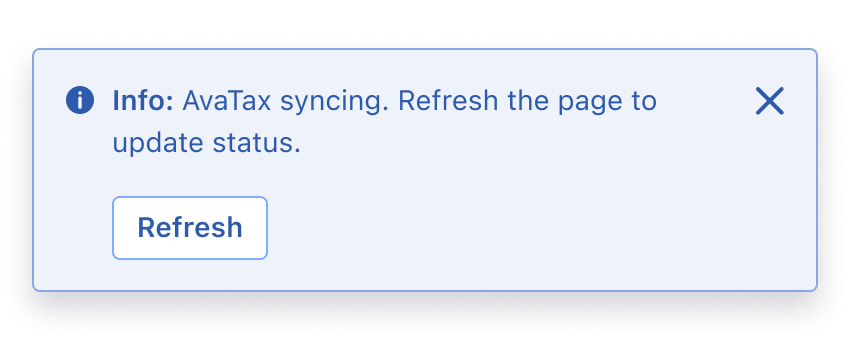 Info: AvaTax syncing. Refresh the page to
update status.
Refresh